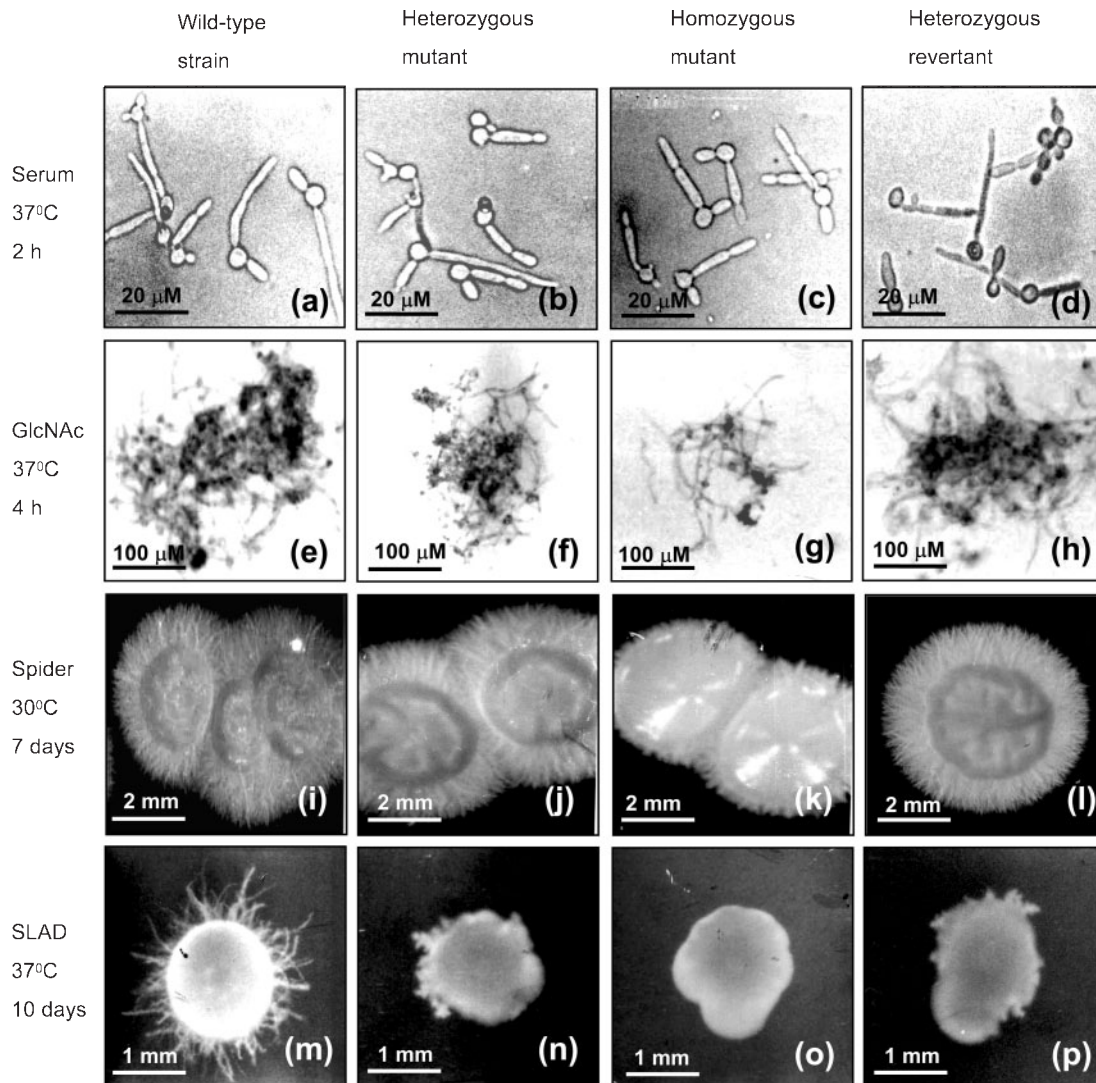 Wild-type
strain
Heterozygous
mutant
Homozygous
mutant
Heterozygous
revertant
Serum
37⁰C
2 h
20 µM
(a)
20 µM
(b)
20 µM
(c)
20 µM
(d)
GlcNAc
37⁰C
4 h
100 µM
(e)
100 µM
(f)
100 µM
(g)
100 µM
(h)
Spider
30⁰C
7 days
2 mm
(i)
2 mm
(j)
2 mm
(k)
2 mm
(l)
SLAD
37⁰C
10 days
1 mm
(m)
1 mm
(n)
1 mm
(o)
1 mm
(p)